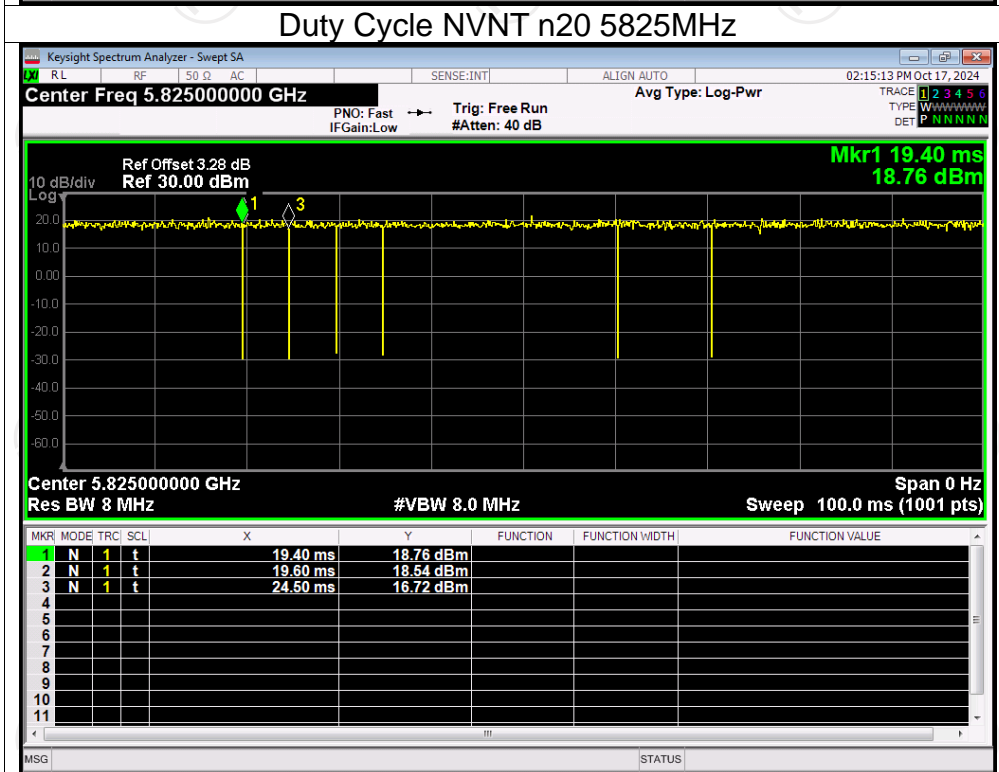 Duty Cycle NVNT n20 5825MHz
Keysight Spectrum Analyzer - Swept SA
LXI RL RF 50 Ω AC SENSE:INT ALIGN AUTO 02:15:13 PM Oct 17, 2024
Center Freq 5.825000000 GHz Avg Type: Log-Pwr TRACE 1 2 3 4 5 6
PNO: Fast Trig: Free Run TYPE WWWWWW
IFGain:Low #Atten: 40 dB DET P N N N N N
Mkr1 19.40 ms
Ref Offset 3.28 dB
10 dB/div Ref 30.00 dBm 18.76 dBm
Log
1 3
20.0
10.0
0.00
-10.0
-20.0
-30.0
-40.0
-50.0
-60.0
Center 5.825000000 GHz Span 0 Hz
Res BW 8 MHz #VBW 8.0 MHz Sweep 100.0 ms (1001 pts)
MKR MODE TRC SCL X Y FUNCTION FUNCTION WIDTH FUNCTION VALUE
1 N 1 t 19.40 ms 18.76 dBm
2 N 1 t 19.60 ms 18.54 dBm
3 N 1 t 24.50 ms 16.72 dBm
4
5
6
7
8
9
10
11
MSG STATUS